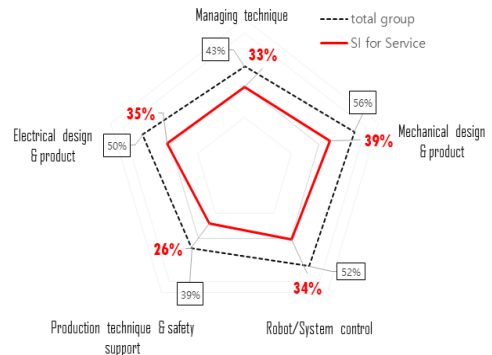 Managing technique
total group
SI for Service
43%
33%
56%
35%
39%
Mechanical design
& product
Electrical design
& product
50%
26%
52%
34%
39%
Production technique & safety
support
Robot/System control